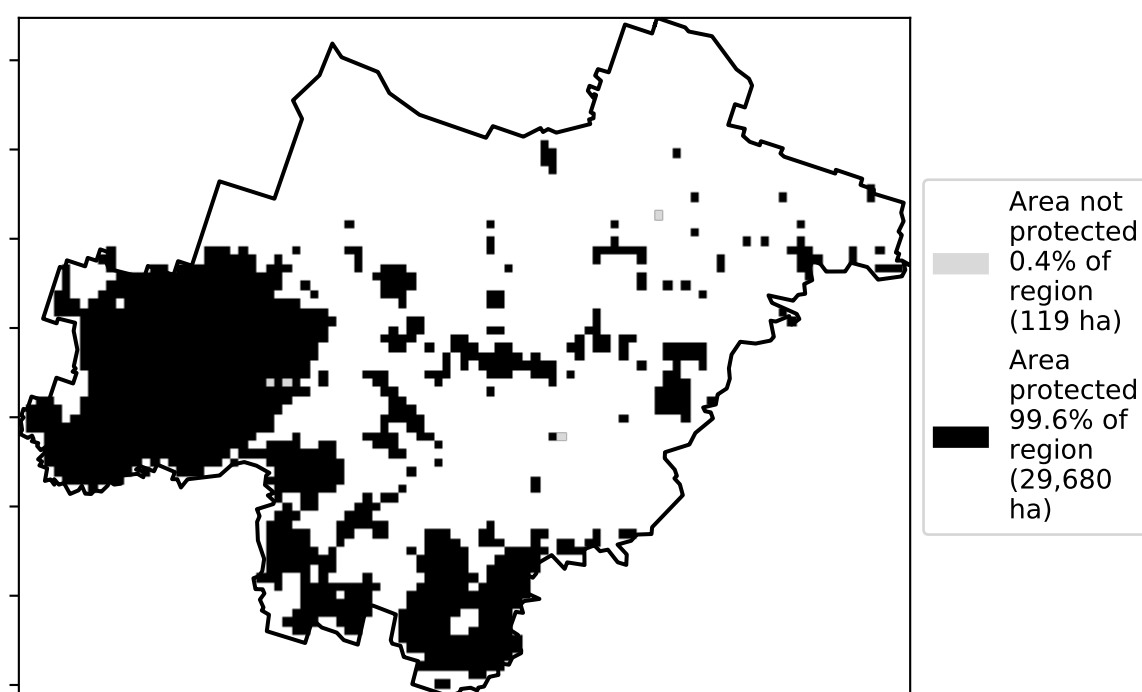 Area not
protected
0.4% of
region
(119 ha)
Area
protected
99.6% of
region
(29,680
ha)